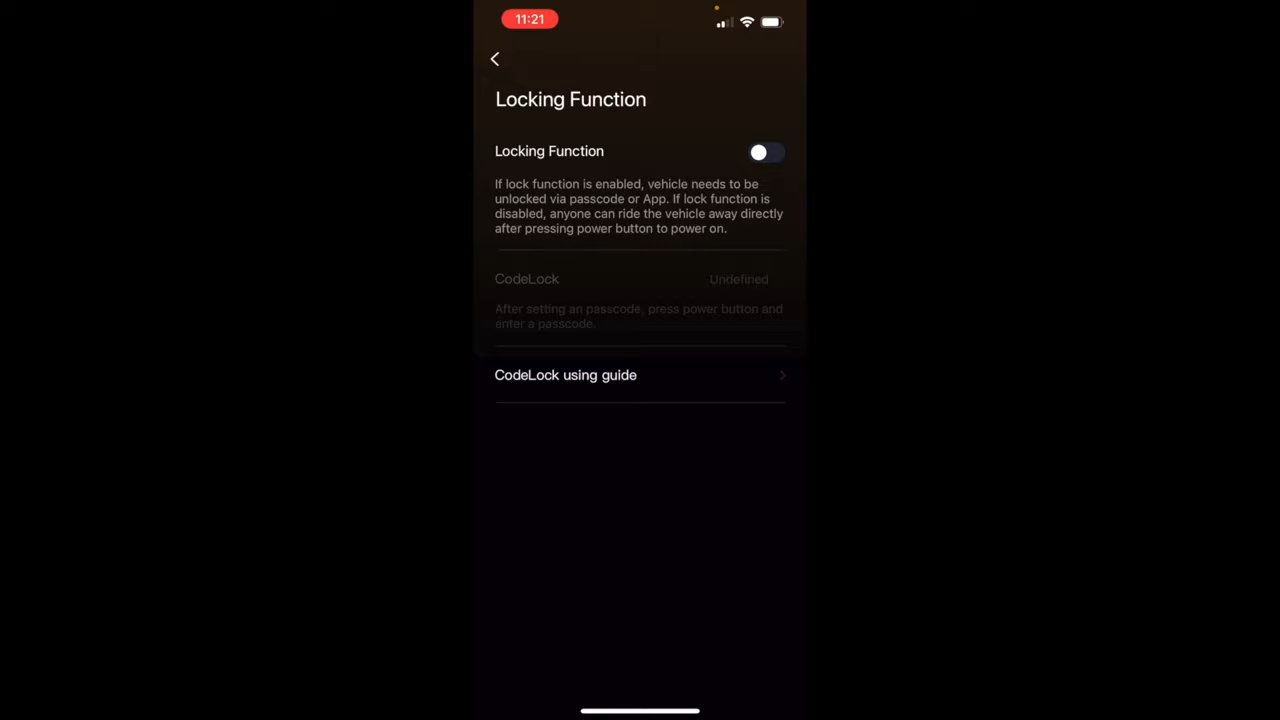 11:21
Locking Function
Locking Function
If lock function is enabled, vehicle needs to be
unlocked via passcode or App. If lock function is
disabled, anyone can ride the vehicle away directly
after pressing power button to power on.
CodeLock Undefined
After setting an passcode, press power button and
enter a passcode.
CodeLock using guide